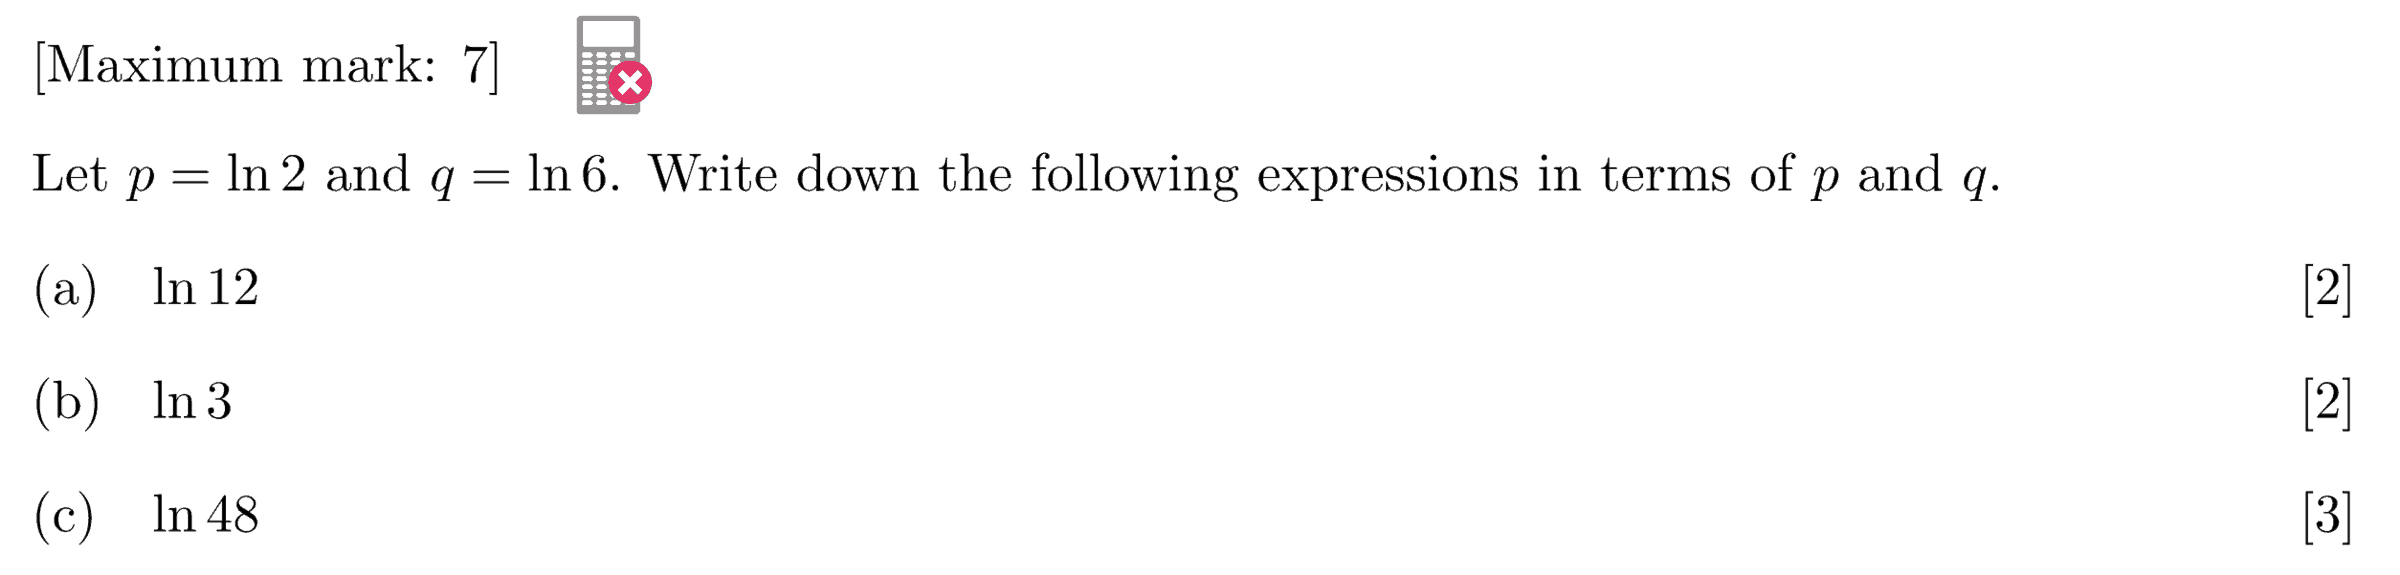 [Maximum mark: 7]
Let p = ln 2 and q = ln 6. Write down the following expressions in terms of p and q.
(a) ln 12 [2]
(b) ln 3 [2]
(c) ln 48 [3]